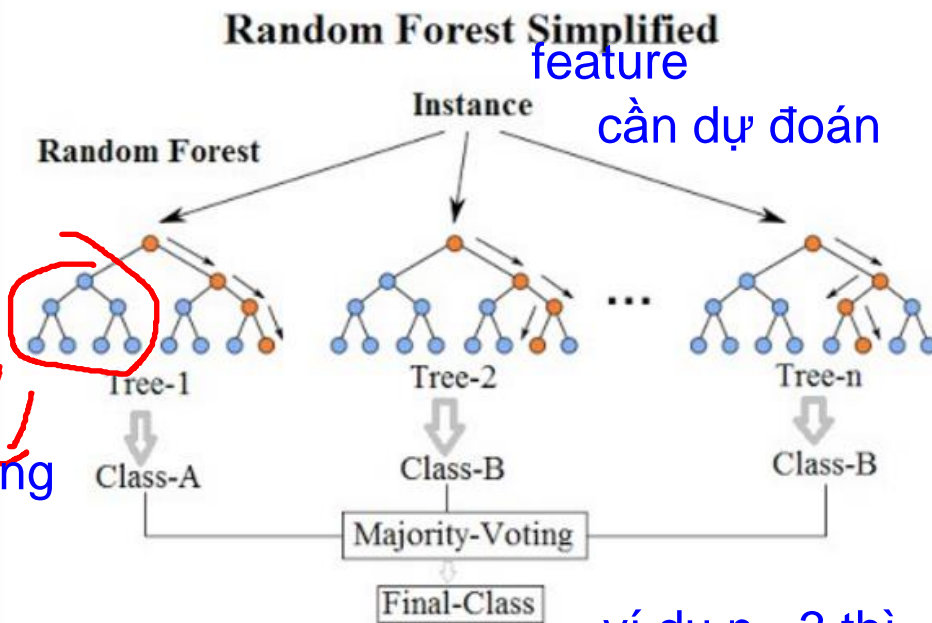 Random Forest Simplified
feature
Instance
cần dự đoán
Random Forest
...
Tree-1
Tree-2
Tree-n
Class-A
Class-B
Class-B
Majority-Voting
Final-Class